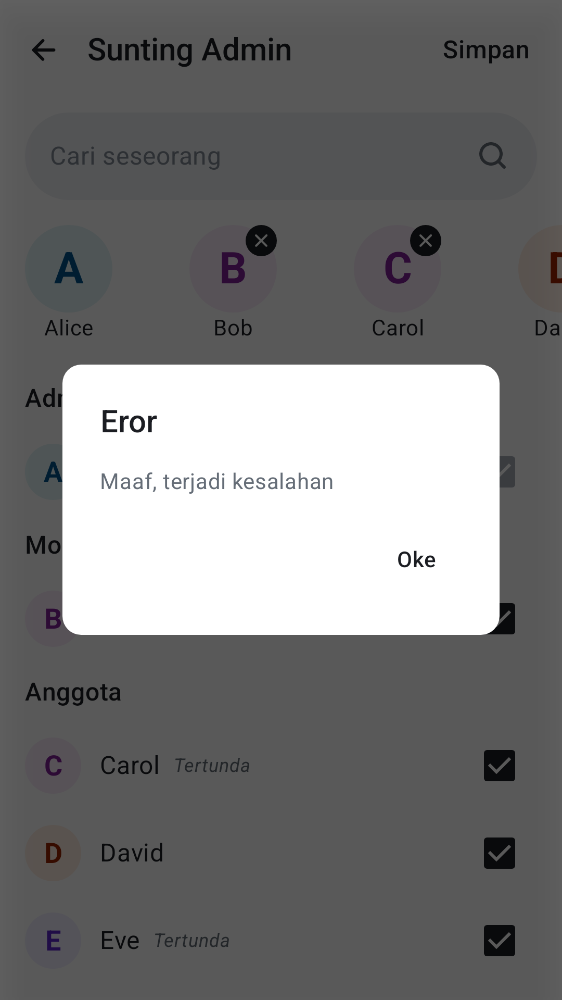 Sunting Admin
Simpan
Cari seseorang
A
B
C
D
Alice
Bob
Carol
Da
Adr
A
Eror
Maaf, terjadi kesalahan
Oke
Mo
B
Anggota
C
Carol
Tertunda
D
David
E
Eve
Tertunda